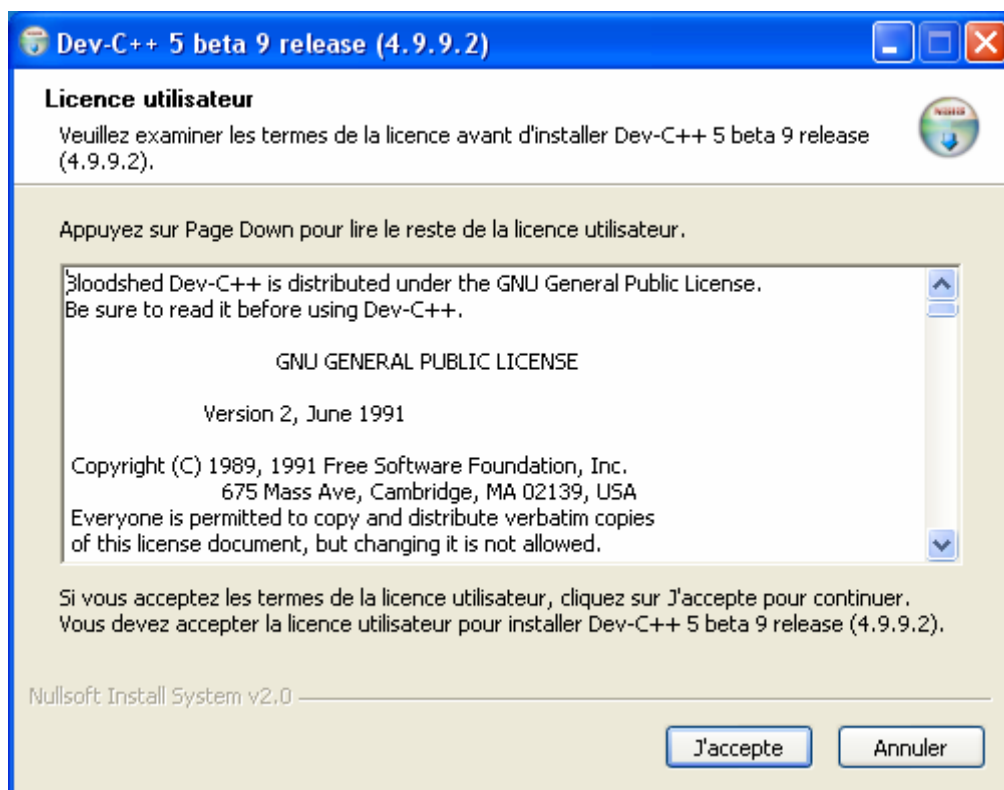 Dev-C++ 5 beta 9 release (4.9.9.2)
Licence utilisateur
Veuillez examiner les termes de la licence avant d'installer Dev-C++ 5 beta 9 release
(4.9.9.2).
Appuyez sur Page Down pour lire le reste de la licence utilisateur.
Bloodshed Dev-C++ is distributed under the GNU General Public License.
Be sure to read it before using Dev-C++.
GNU GENERAL PUBLIC LICENSE
Version 2, June 1991
Copyright (C) 1989, 1991 Free Software Foundation, Inc.
675 Mass Ave, Cambridge, MA 02139, USA
Everyone is permitted to copy and distribute verbatim copies
of this license document, but changing it is not allowed.
Si vous acceptez les termes de la licence utilisateur, cliquez sur J'accepte pour continuer.
Vous devez accepter la licence utilisateur pour installer Dev-C++ 5 beta 9 release (4.9.9.2).
Nullsoft Install System v2.0
J'accepte
Annuler